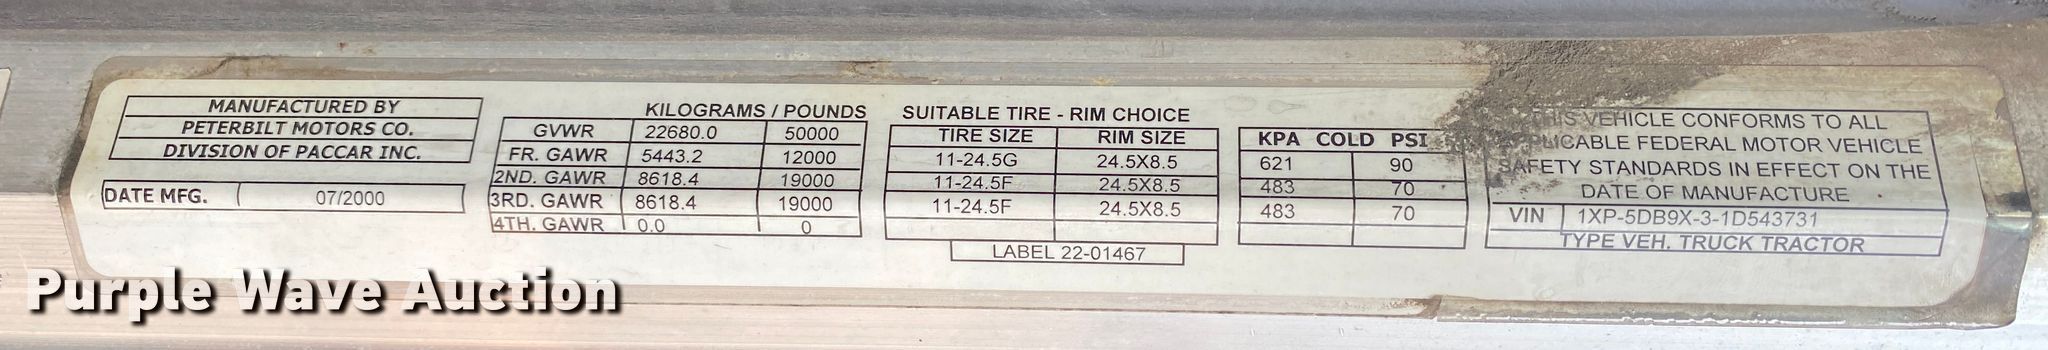 MANUFACTURED BY
PETERBILT MOTORS CO.
DIVISION OF PACCAR INC.
DATE MFG. 07/2000
KILOGRAMS / POUNDS
GVWR 22680.0 50000
FR. GAWR 5443.2 12000
2ND. GAWR 8618.4 19000
3RD. GAWR 8618.4 19000
4TH. GAWR 0.0 0
SUITABLE TIRE - RIM CHOICE
TIRE SIZE RIM SIZE
11-24.5G 24.5X8.5
11-24.5F 24.5X8.5
11-24.5F 24.5X8.5
LABEL 22-01467
KPA COLD PSI
621 90
483 70
483 70
THIS VEHICLE CONFORMS TO ALL
APPLICABLE FEDERAL MOTOR VEHICLE
SAFETY STANDARDS IN EFFECT ON THE
DATE OF MANUFACTURE
VIN 1XP-5DB9X-3-1D543731
TYPE VEH. TRUCK TRACTOR
Purple Wave Auction